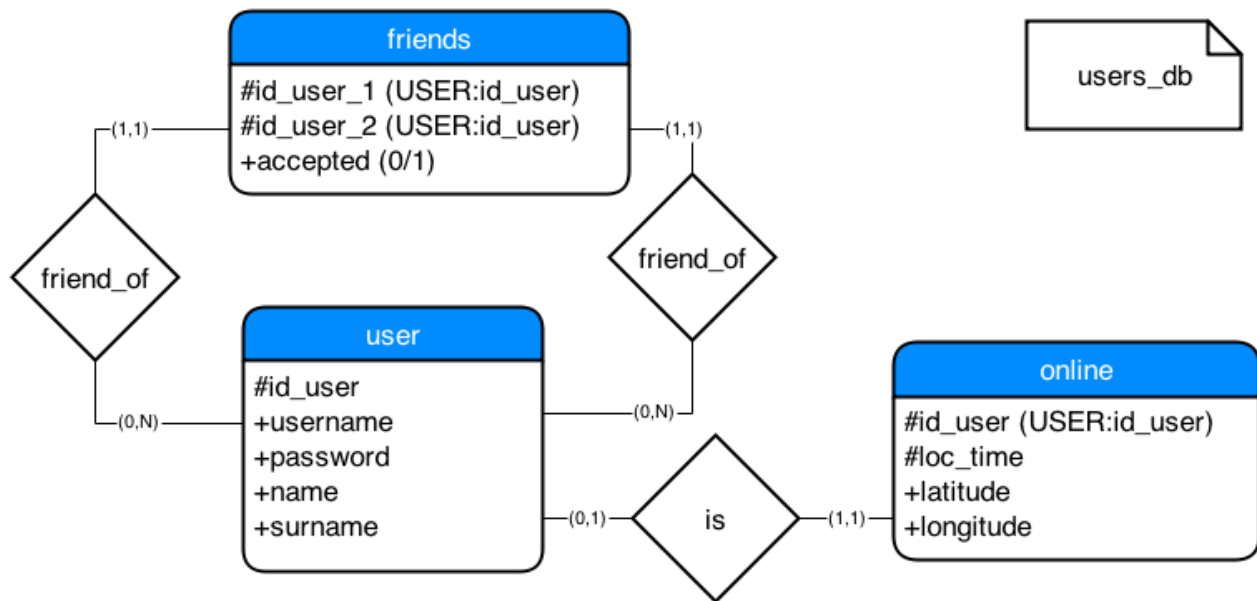 friends
#id_user_1 (USER:id_user)
#id_user_2 (USER:id_user)
+accepted (0/1)
users_db
(1,1)
(1,1)
friend_of
friend_of
user
#id_user
+username
+password
+name
+surname
(0,N)
(0,N)
online
#id_user (USER:id_user)
#loc_time
+latitude
+longitude
(0,1)
is
(1,1)